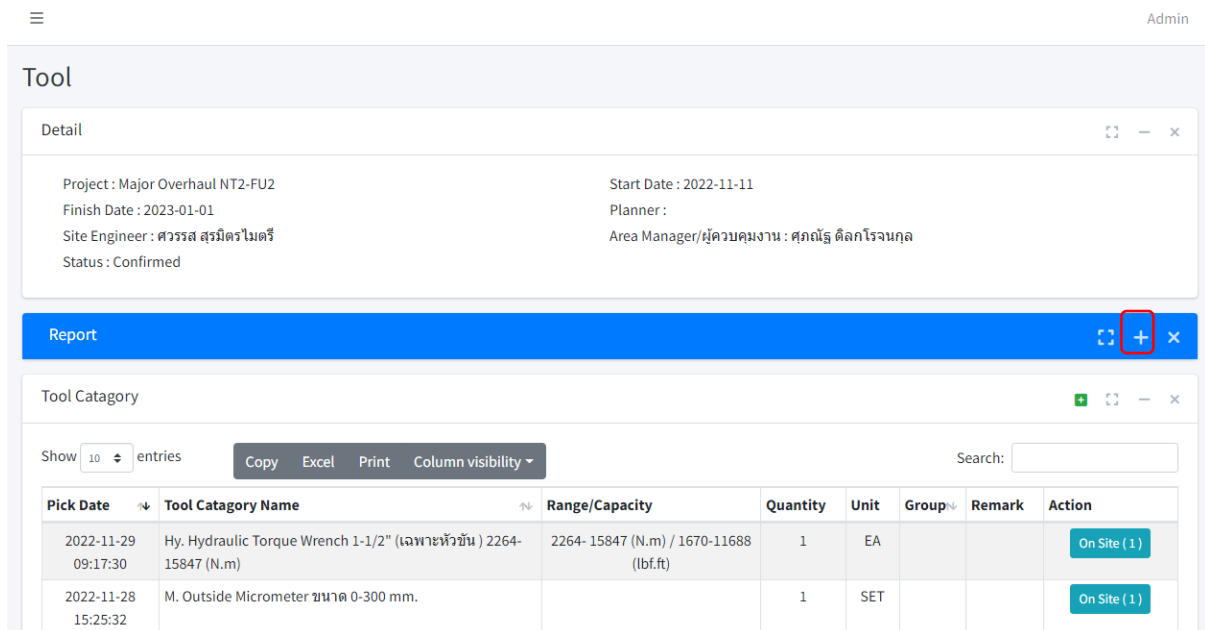 Admin
Tool
Detail
Project : Major Overhaul NT2-FU2
Start Date : 2022-11-11
Finish Date : 2023-01-01
Planner :
Site Engineer : ศวรรส สุรมิตรไมตรี
Area Manager/ผู้ควบคุมงาน : ศุภณัฐ ดิลกโรจนกุล
Status : Confirmed
Report
Tool Catagory
Show 10 entries
Copy Excel Print Column visibility
Search:
Pick Date Tool Catagory Name Range/Capacity Quantity Unit Group Remark Action
2022-11-29 Hy. Hydraulic Torque Wrench 1-1/2" (เฉพาะหัวขัน ) 2264- 2264- 15847 (N.m) / 1670-11688 1 EA On Site ( 1 )
09:17:30 15847 (N.m) (lbf.ft)
2022-11-28 M. Outside Micrometer ขนาด 0-300 mm. 1 SET On Site ( 1 )
15:25:32